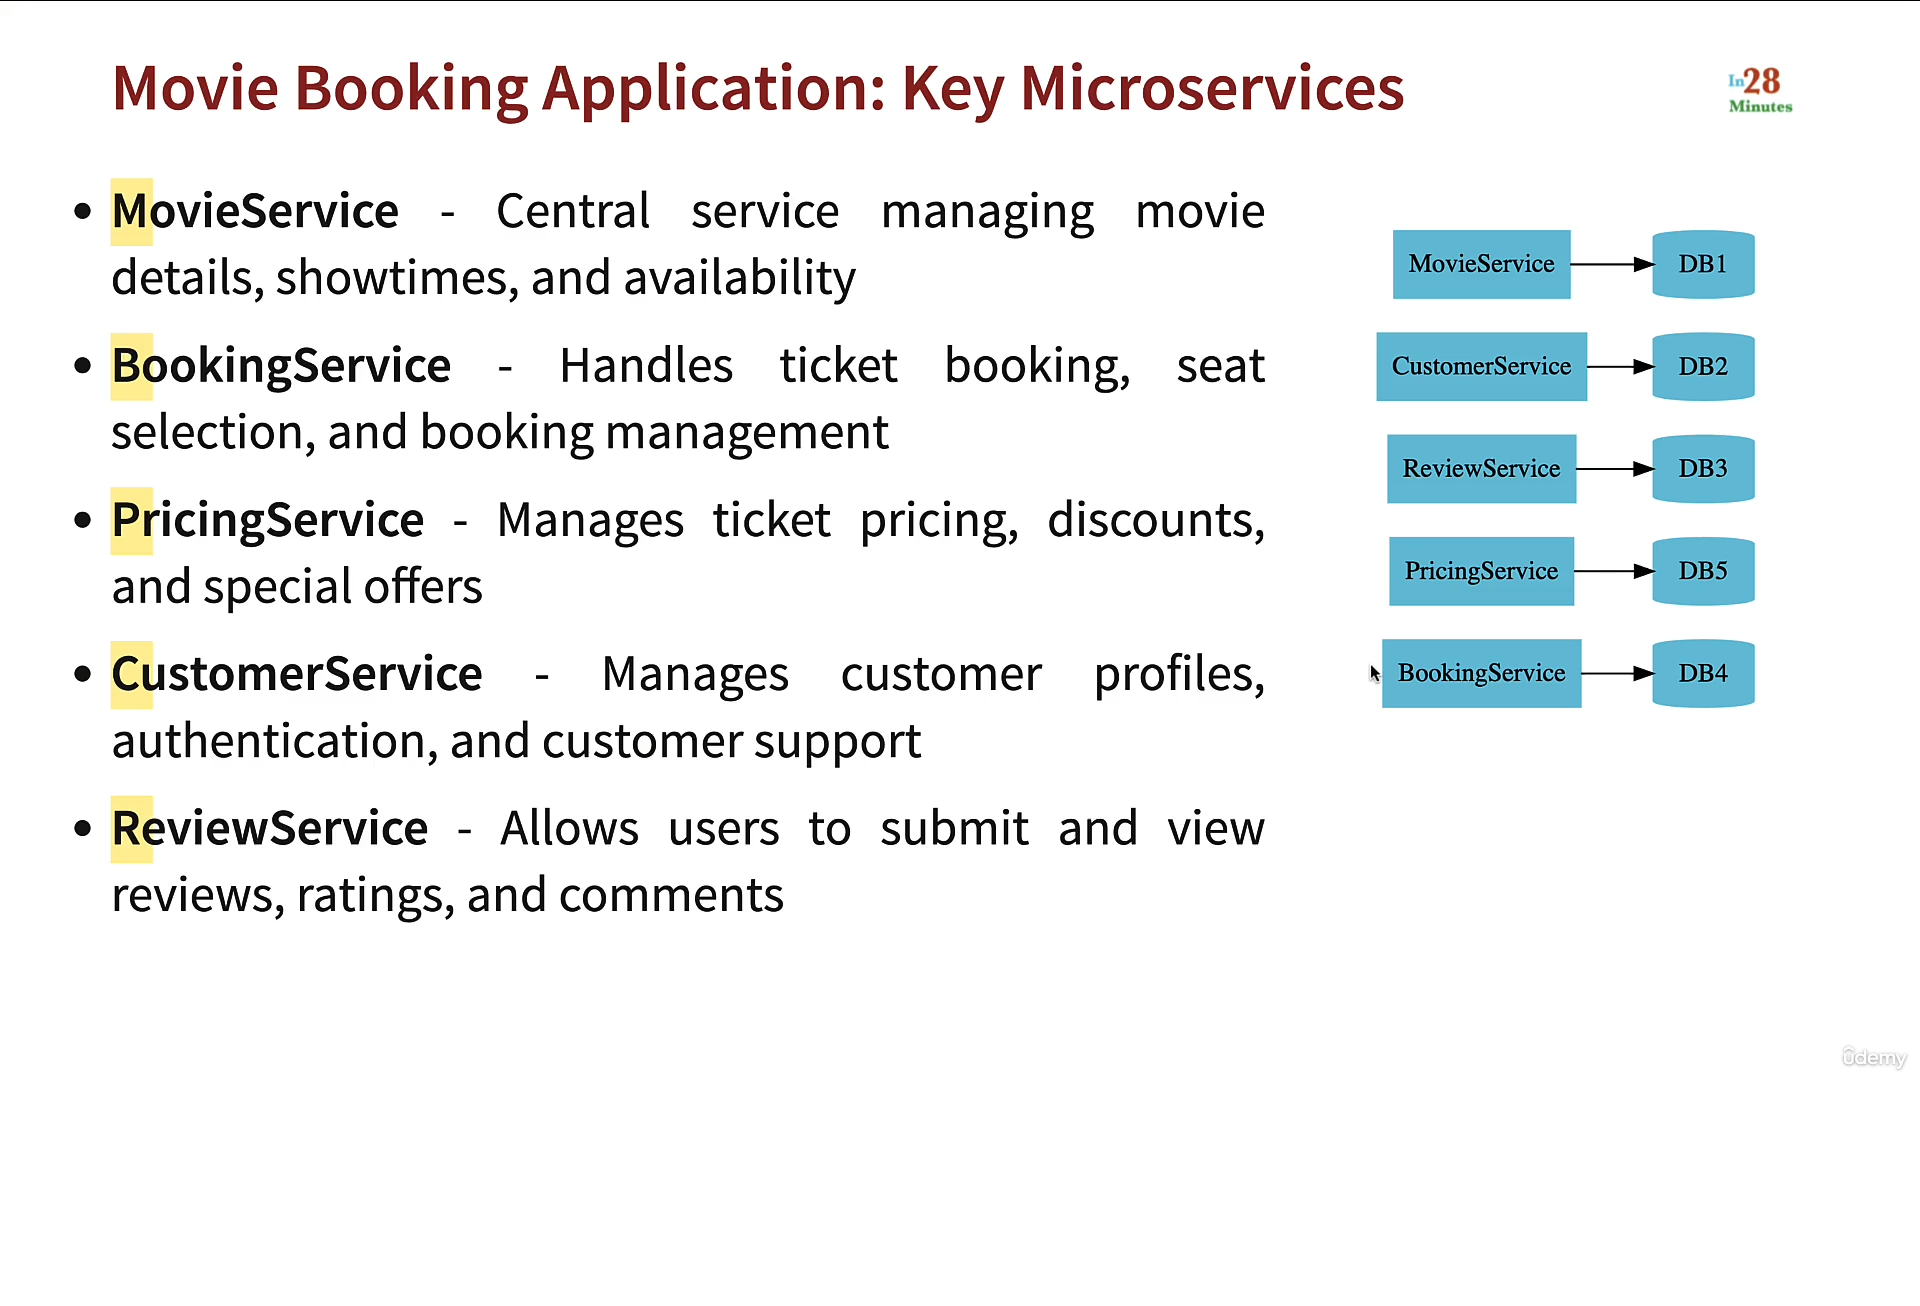 Movie Booking Application: Key Microservices
In28
Minutes
• MovieService - Central service managing movie
details, showtimes, and availability
• BookingService - Handles ticket booking, seat
selection, and booking management
• PricingService - Manages ticket pricing, discounts,
and special offers
• CustomerService - Manages customer profiles,
authentication, and customer support
• ReviewService - Allows users to submit and view
reviews, ratings, and comments
MovieService DB1
CustomerService DB2
ReviewService DB3
PricingService DB5
BookingService DB4
ûdemy